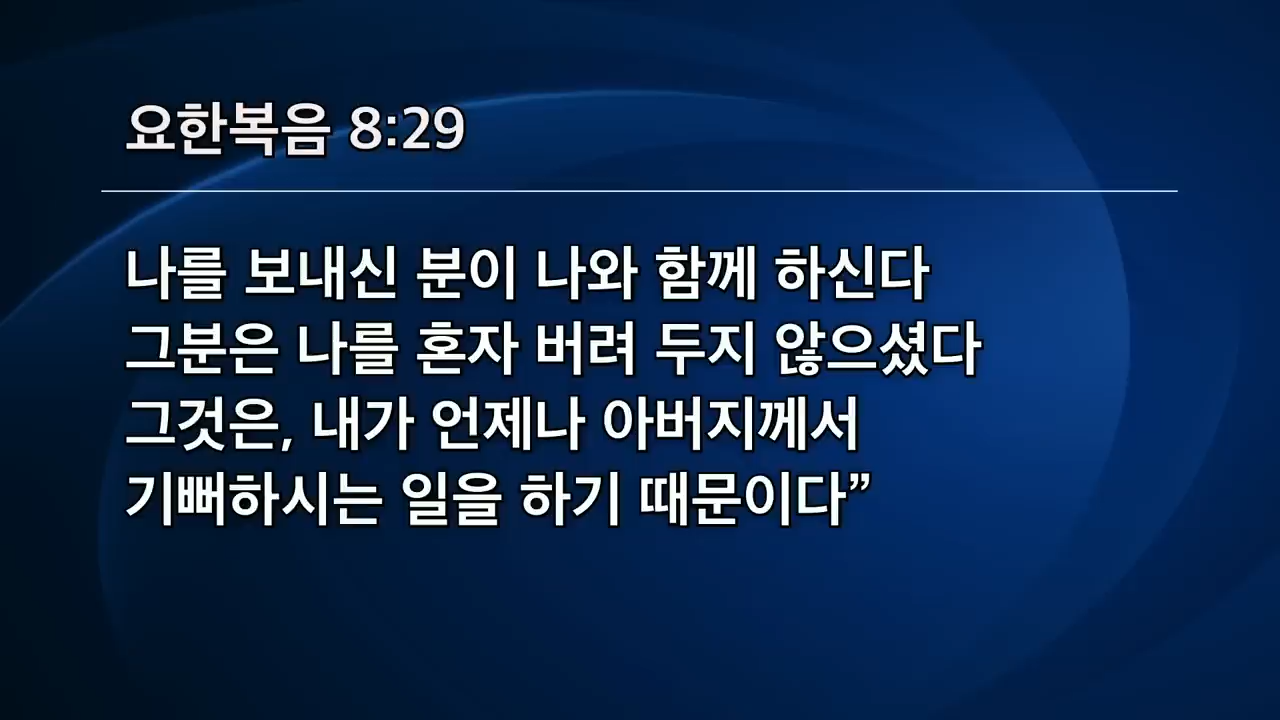 요한복음 8:29
나를 보내신 분이 나와 함께 하신다
그분은 나를 혼자 버려 두지 않으셨다
그것은, 내가 언제나 아버지께서
기뻐하시는 일을 하기 때문이다”